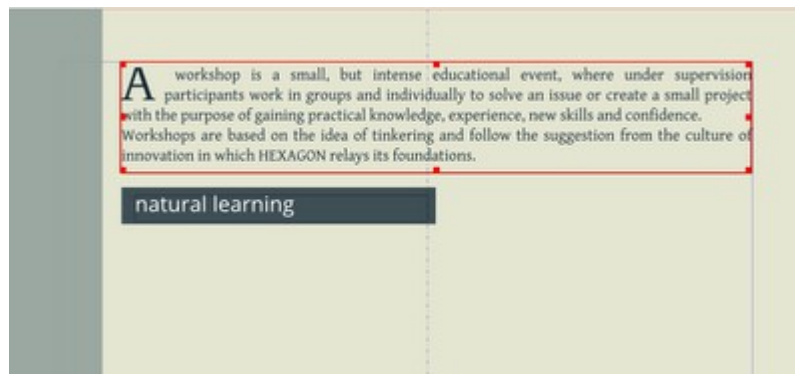 A workshop is a small, but intense educational event, where under supervision
participants work in groups and individually to solve an issue or create a small project
with the purpose of gaining practical knowledge, experience, new skills and confidence.
Workshops are based on the idea of tinkering and follow the suggestion from the culture of
innovation in which HEXAGON relays its foundations.
natural learning